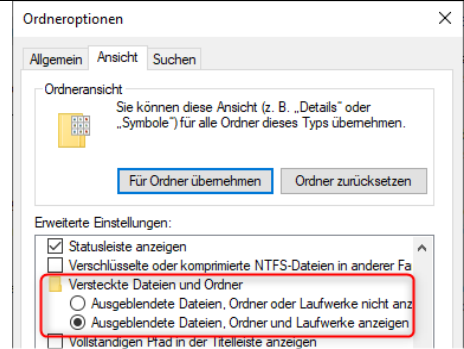 Ordneroptionen
Allgemein Ansicht Suchen
Ordneransicht
Sie können diese Ansicht (z. B. „Details" oder
„Symbole") für alle Ordner dieses Typs übernehmen.
Für Ordner übernehmen Ordner zurücksetzen
Erweiterte Einstellungen:
Statusleiste anzeigen
Verschlüsselte oder komprimierte NTFS-Dateien in anderer Fa
Versteckte Dateien und Ordner
Ausgeblendete Dateien, Ordner oder Laufwerke nicht anz
Ausgeblendete Dateien, Ordner und Laufwerke anzeigen
Vollständigen Pfad in der Titelleiste anzeigen